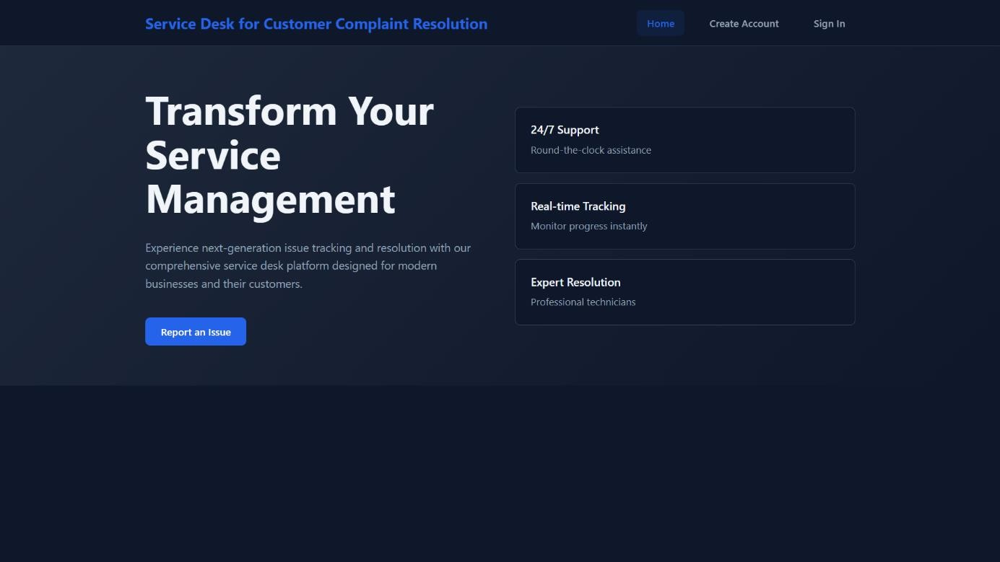 Service Desk for Customer Complaint Resolution
Home
Create Account
Sign In
Transform Your
Service
Management
Experience next-generation issue tracking and resolution with our
comprehensive service desk platform designed for modern
businesses and their customers.
Report an Issue
24/7 Support
Round-the-clock assistance
Real-time Tracking
Monitor progress instantly
Expert Resolution
Professional technicians